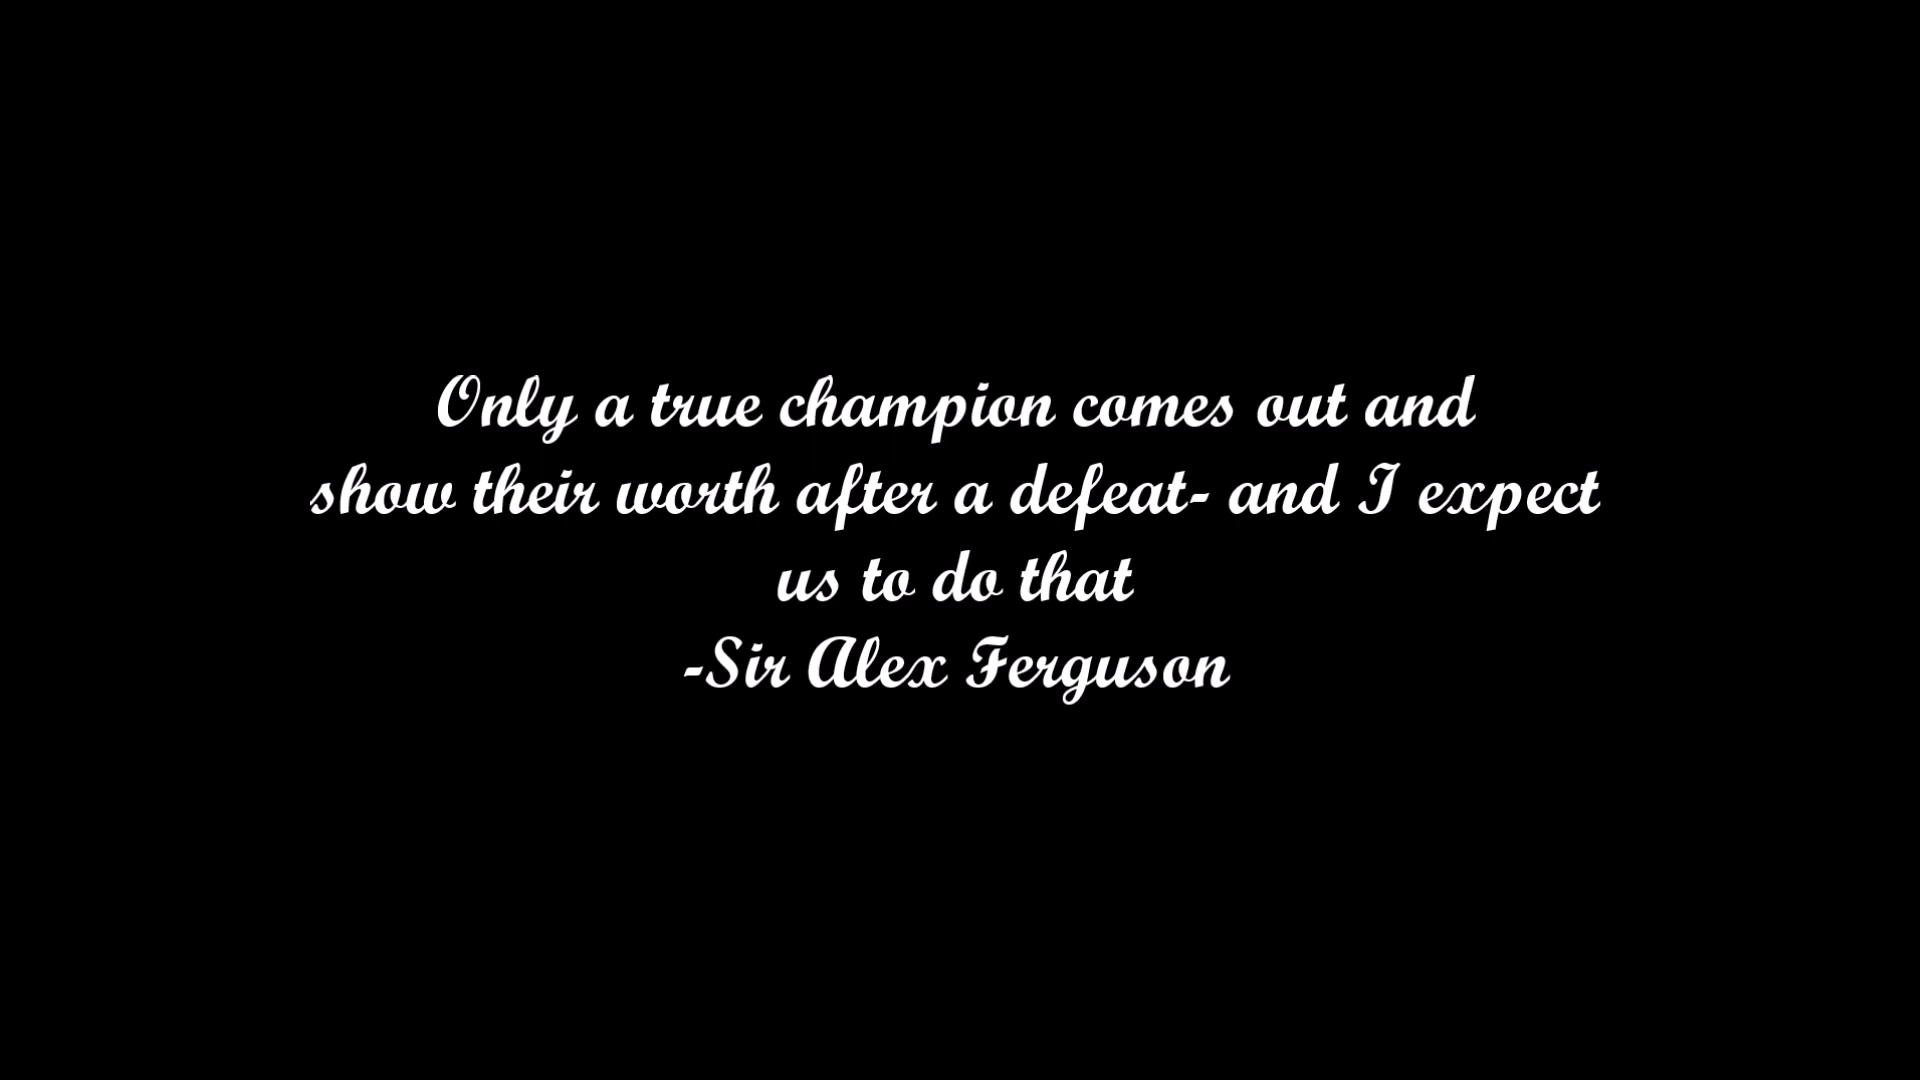 Only a true champion comes out and
show their worth after a defeat- and I expect
us to do that
-Sir Alex Ferguson